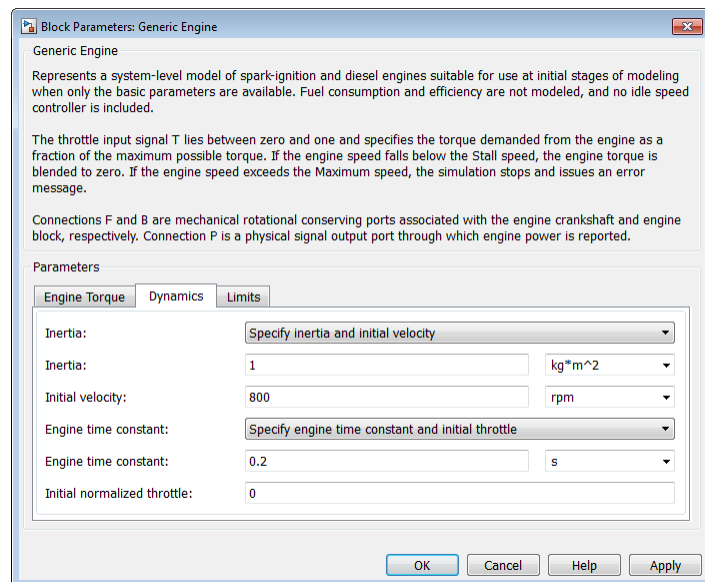 Block Parameters: Generic Engine
Generic Engine
Represents a system-level model of spark-ignition and diesel engines suitable for use at initial stages of modeling
when only the basic parameters are available. Fuel consumption and efficiency are not modeled, and no idle speed
controller is included.
The throttle input signal T lies between zero and one and specifies the torque demanded from the engine as a
fraction of the maximum possible torque. If the engine speed falls below the Stall speed, the engine torque is
blended to zero. If the engine speed exceeds the Maximum speed, the simulation stops and issues an error
message.
Connections F and B are mechanical rotational conserving ports associated with the engine crankshaft and engine
block, respectively. Connection P is a physical signal output port through which engine power is reported.
Parameters
Engine Torque Dynamics Limits
Inertia: Specify inertia and initial velocity
Inertia: 1 kg*m^2
Initial velocity: 800 rpm
Engine time constant: Specify engine time constant and initial throttle
Engine time constant: 0.2 s
Initial normalized throttle: 0
OK Cancel Help Apply